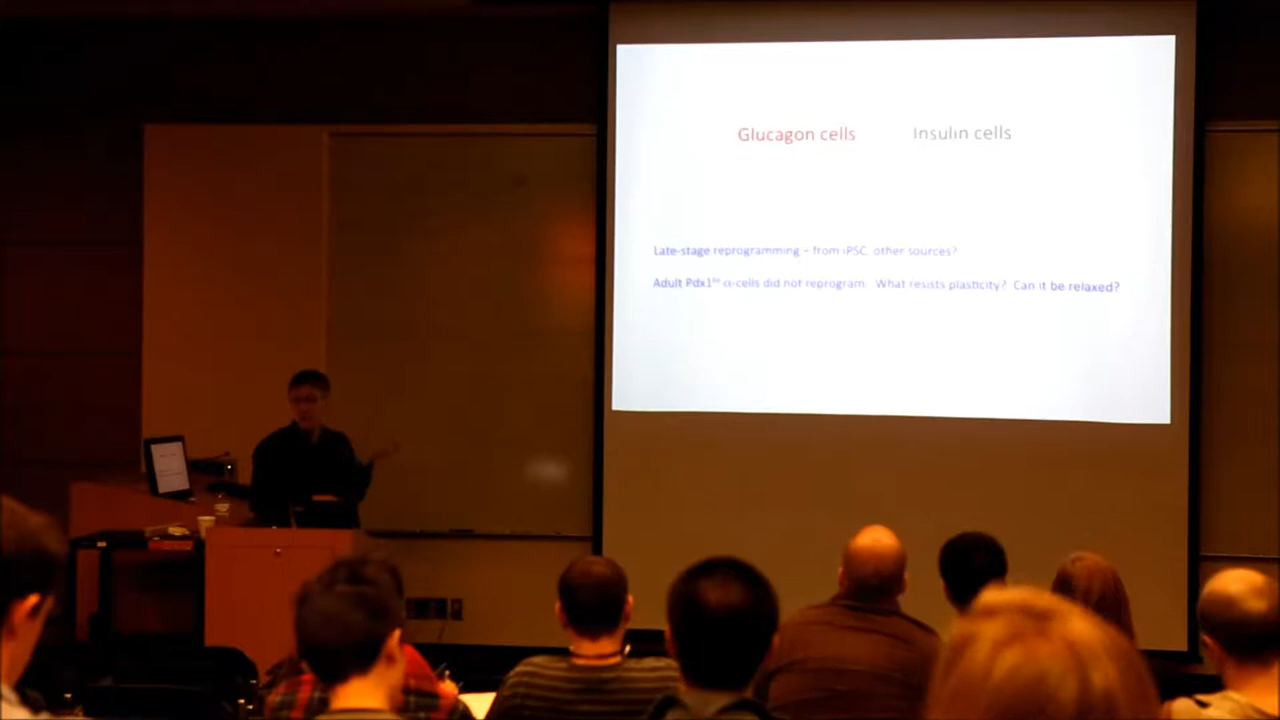 Glucagon cells Insulin cells
Late-stage reprogramming – from iPSC, other sources?
Adult Pdx1ᵗᵉ α-cells did not reprogram. What resists plasticity? Can it be relaxed?